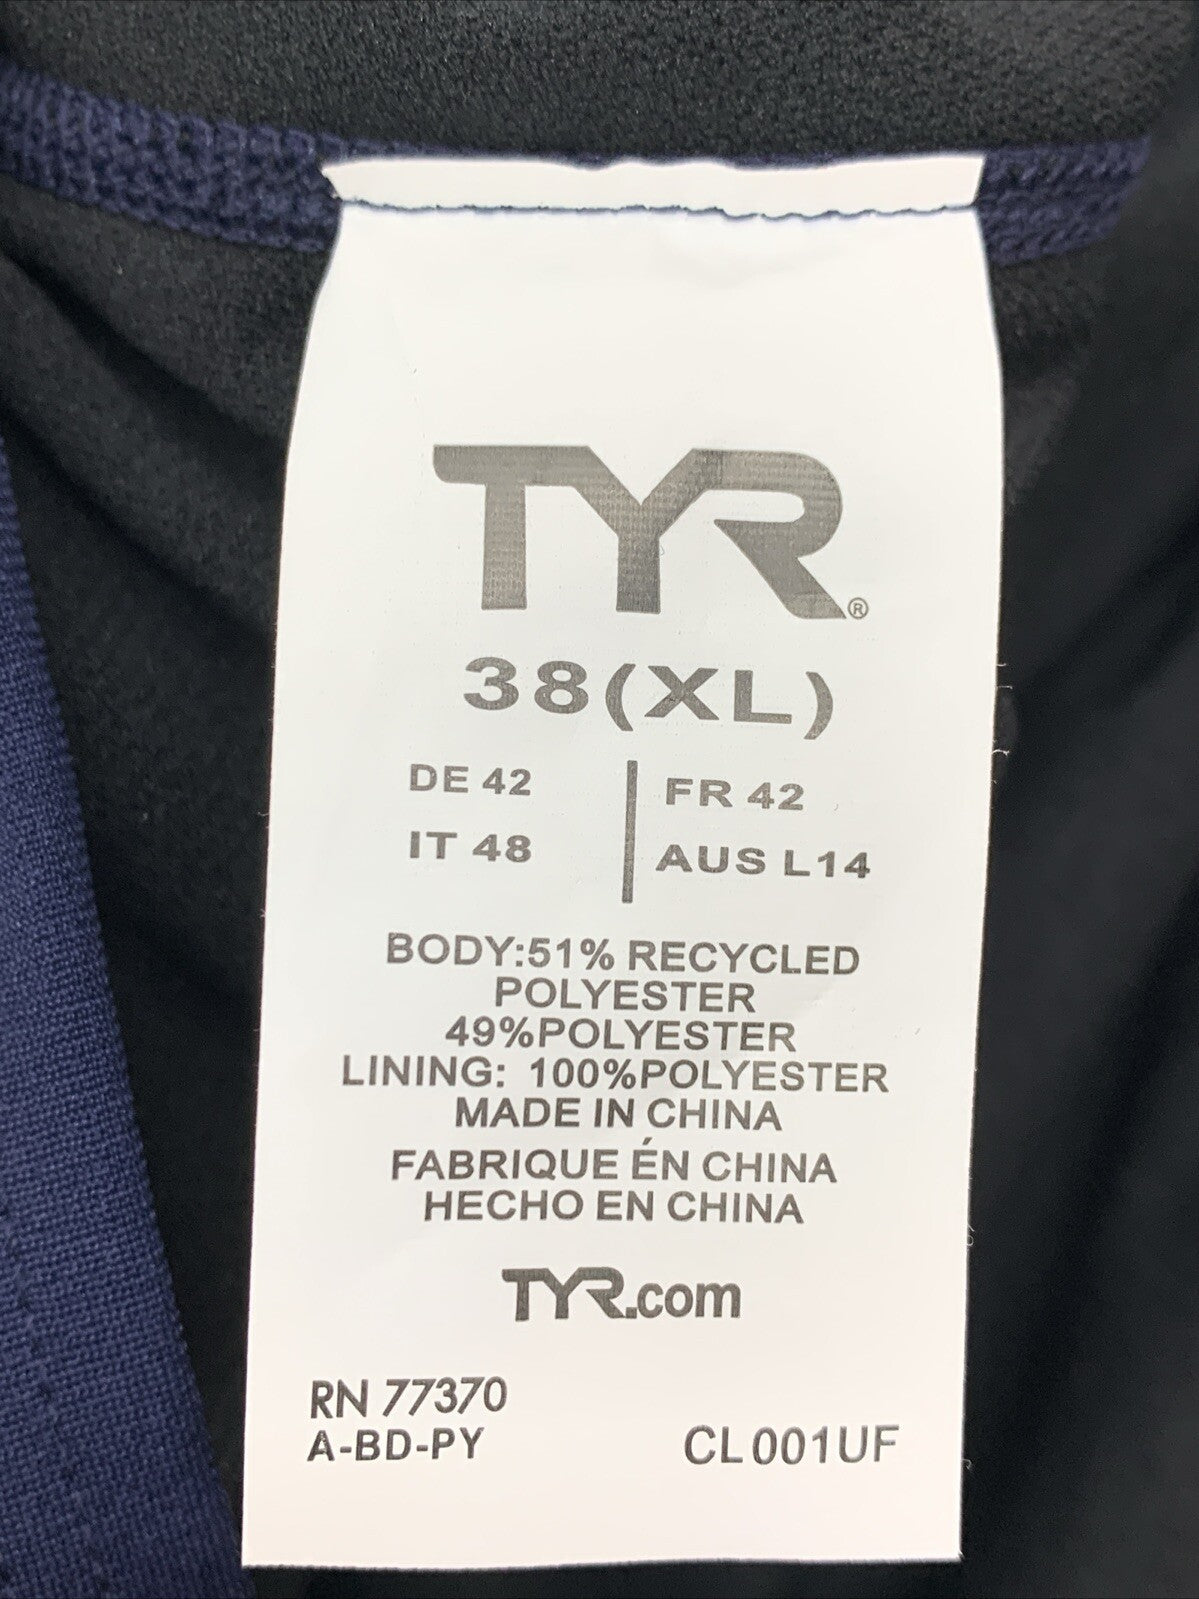 TYR®
38(XL)
DE 42
IT 48
FR 42
AUS L14
BODY:51% RECYCLED
POLYESTER
49%POLYESTER
LINING: 100%POLYESTER
MADE IN CHINA
FABRIQUE ÉN CHINA
HECHO EN CHINA
TYR.com
RN 77370
A-BD-PY
CL001UF